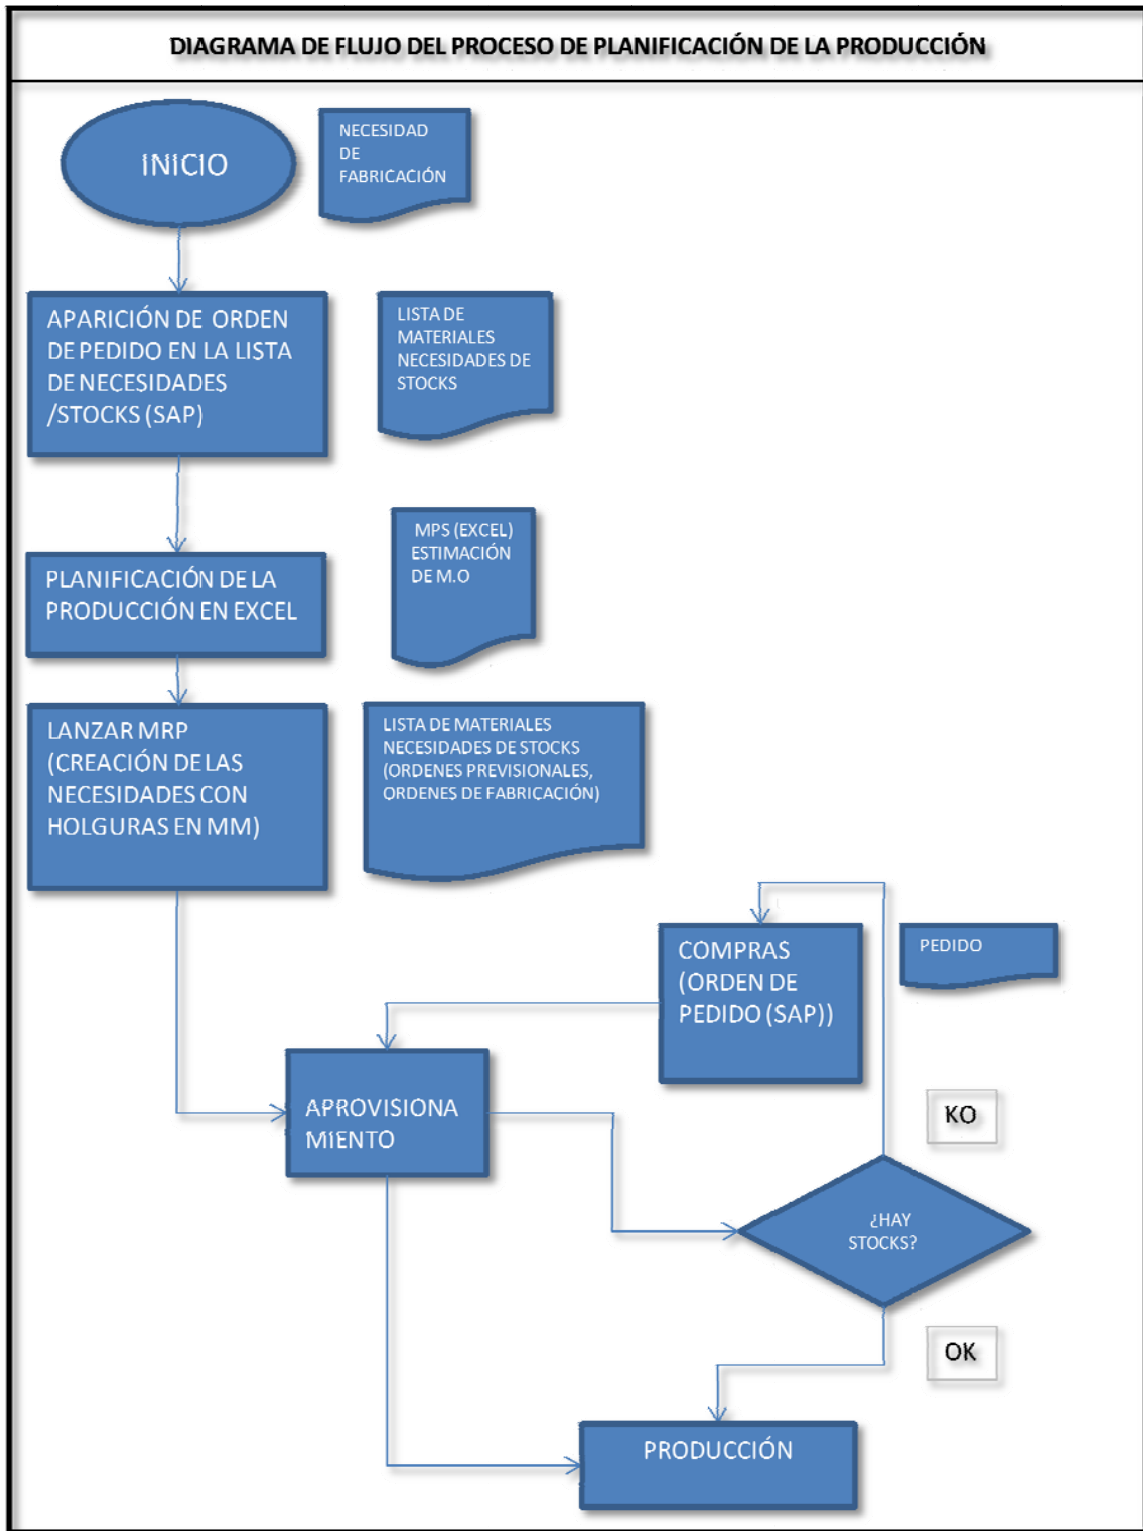 DIAGRAMA DE FLUJO DEL PROCESO DE PLANIFICACIÓN DE LA PRODUCCIÓN
INICIO
NECESIDAD
DE
FABRICACIÓN
APARICIÓN DE ORDEN
DE PEDIDO EN LA LISTA
DE NECESIDADES
/STOCKS (SAP)
LISTA DE
MATERIALES
NECESIDADES DE
STOCKS
MPS (EXCEL)
ESTIMACIÓN
DE M.O
PLANIFICACIÓN DE LA
PRODUCCIÓN EN EXCEL
LANZAR MRP
(CREACIÓN DE LAS
NECESIDADES CON
HOLGURAS EN MM)
LISTA DE MATERIALES
NECESIDADES DE STOCKS
(ORDENES PREVISIONALES,
ORDENES DE FABRICACIÓN)
COMPRAS
(ORDEN DE
PEDIDO (SAP))
PEDIDO
APROVISIONA
MIENTO
KO
¿HAY
STOCKS?
OK
PRODUCCIÓN